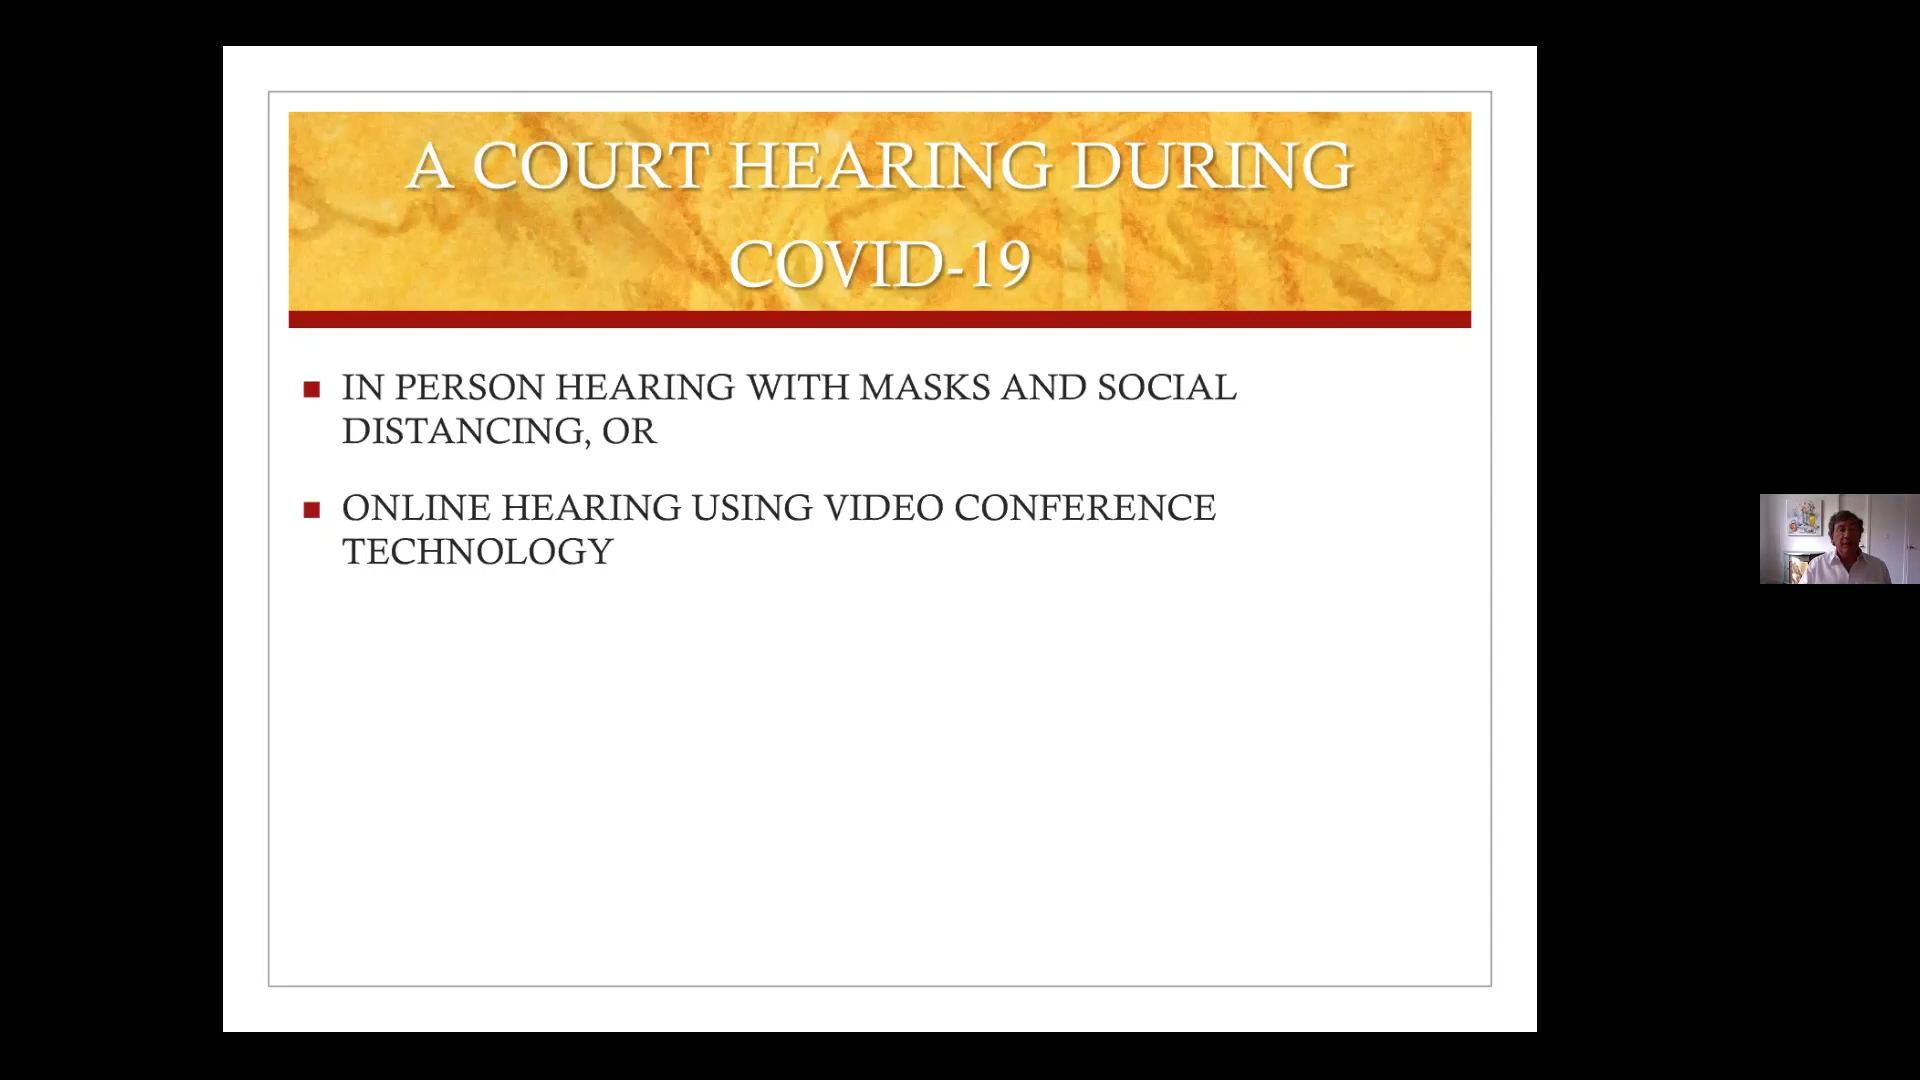 A COURT HEARING DURING
COVID-19
IN PERSON HEARING WITH MASKS AND SOCIAL
DISTANCING, OR
ONLINE HEARING USING VIDEO CONFERENCE
TECHNOLOGY